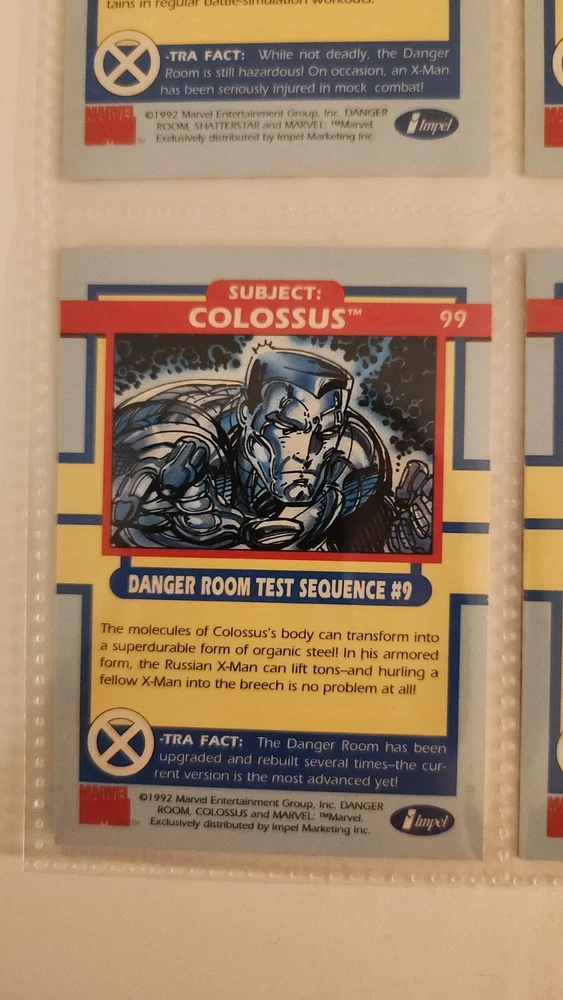 tains in regular battle-simulation workouts.
-TRA FACT: While not deadly, the Danger
Room is still hazardous! On occasion, an X-Man
has been seriously injured in mock combat!
MARVEL
©1992 Marvel Entertainment Group, Inc. DANGER
ROOM, SHATTERSTAR and MARVEL: ™Marvel.
Exclusively distributed by Impel Marketing Inc.
Impel
SUBJECT:
COLOSSUS™
99
DANGER ROOM TEST SEQUENCE #9
The molecules of Colossus's body can transform into
a superdurable form of organic steel! In his armored
form, the Russian X-Man can lift tons–and hurling a
fellow X-Man into the breech is no problem at all!
-TRA FACT: The Danger Room has been
upgraded and rebuilt several times–the cur-
rent version is the most advanced yet!
MARVEL
TM
©1992 Marvel Entertainment Group, Inc. DANGER
ROOM, COLOSSUS and MARVEL: ™Marvel.
Exclusively distributed by Impel Marketing Inc.
Impel